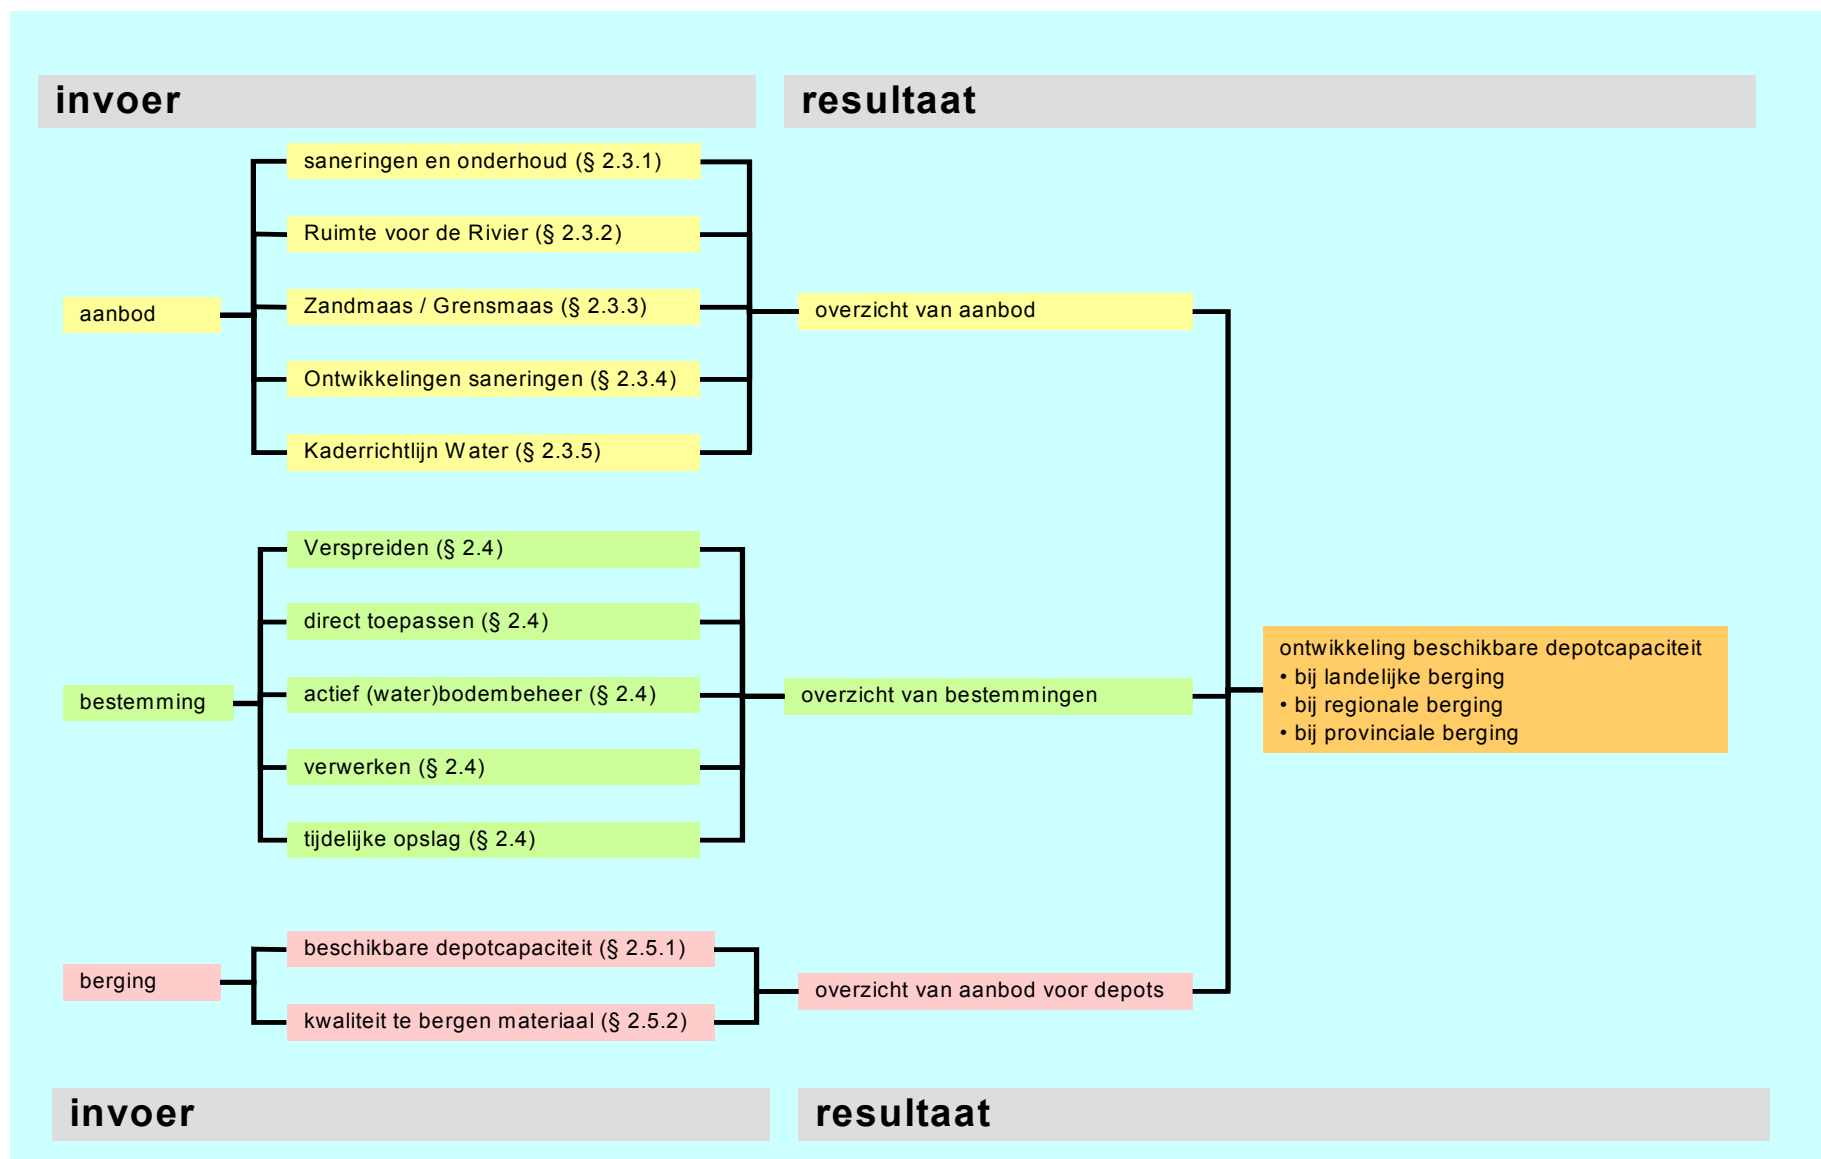 invoer
resultaat
saneringen en onderhoud (§ 2.3.1)
Ruimte voor de Rivier (§ 2.3.2)
aanbod
Zandmaas / Grensmaas (§ 2.3.3)
overzicht van aanbod
Ontwikkelingen saneringen (§ 2.3.4)
Kaderrichtlijn Water (§ 2.3.5)
Verspreiden (§ 2.4)
direct toepassen (§ 2.4)
bestemming
actief (water)bodembeheer (§ 2.4)
overzicht van bestemmingen
verwerken (§ 2.4)
tijdelijke opslag (§ 2.4)
ontwikkeling beschikbare depotcapaciteit
• bij landelijke berging
• bij regionale berging
• bij provinciale berging
berging
beschikbare depotcapaciteit (§ 2.5.1)
kwaliteit te bergen materiaal (§ 2.5.2)
overzicht van aanbod voor depots
invoer
resultaat